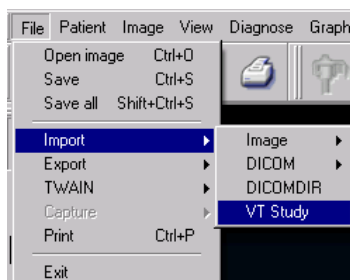 File Patient Image View Diagnose Graph
Open image Ctrl+O
Save Ctrl+S
Save all Shift+Ctrl+S
Import
Export
TWAIN
Capture
Print Ctrl+P
Exit
Image
DICOM
DICOMDIR
VT Study